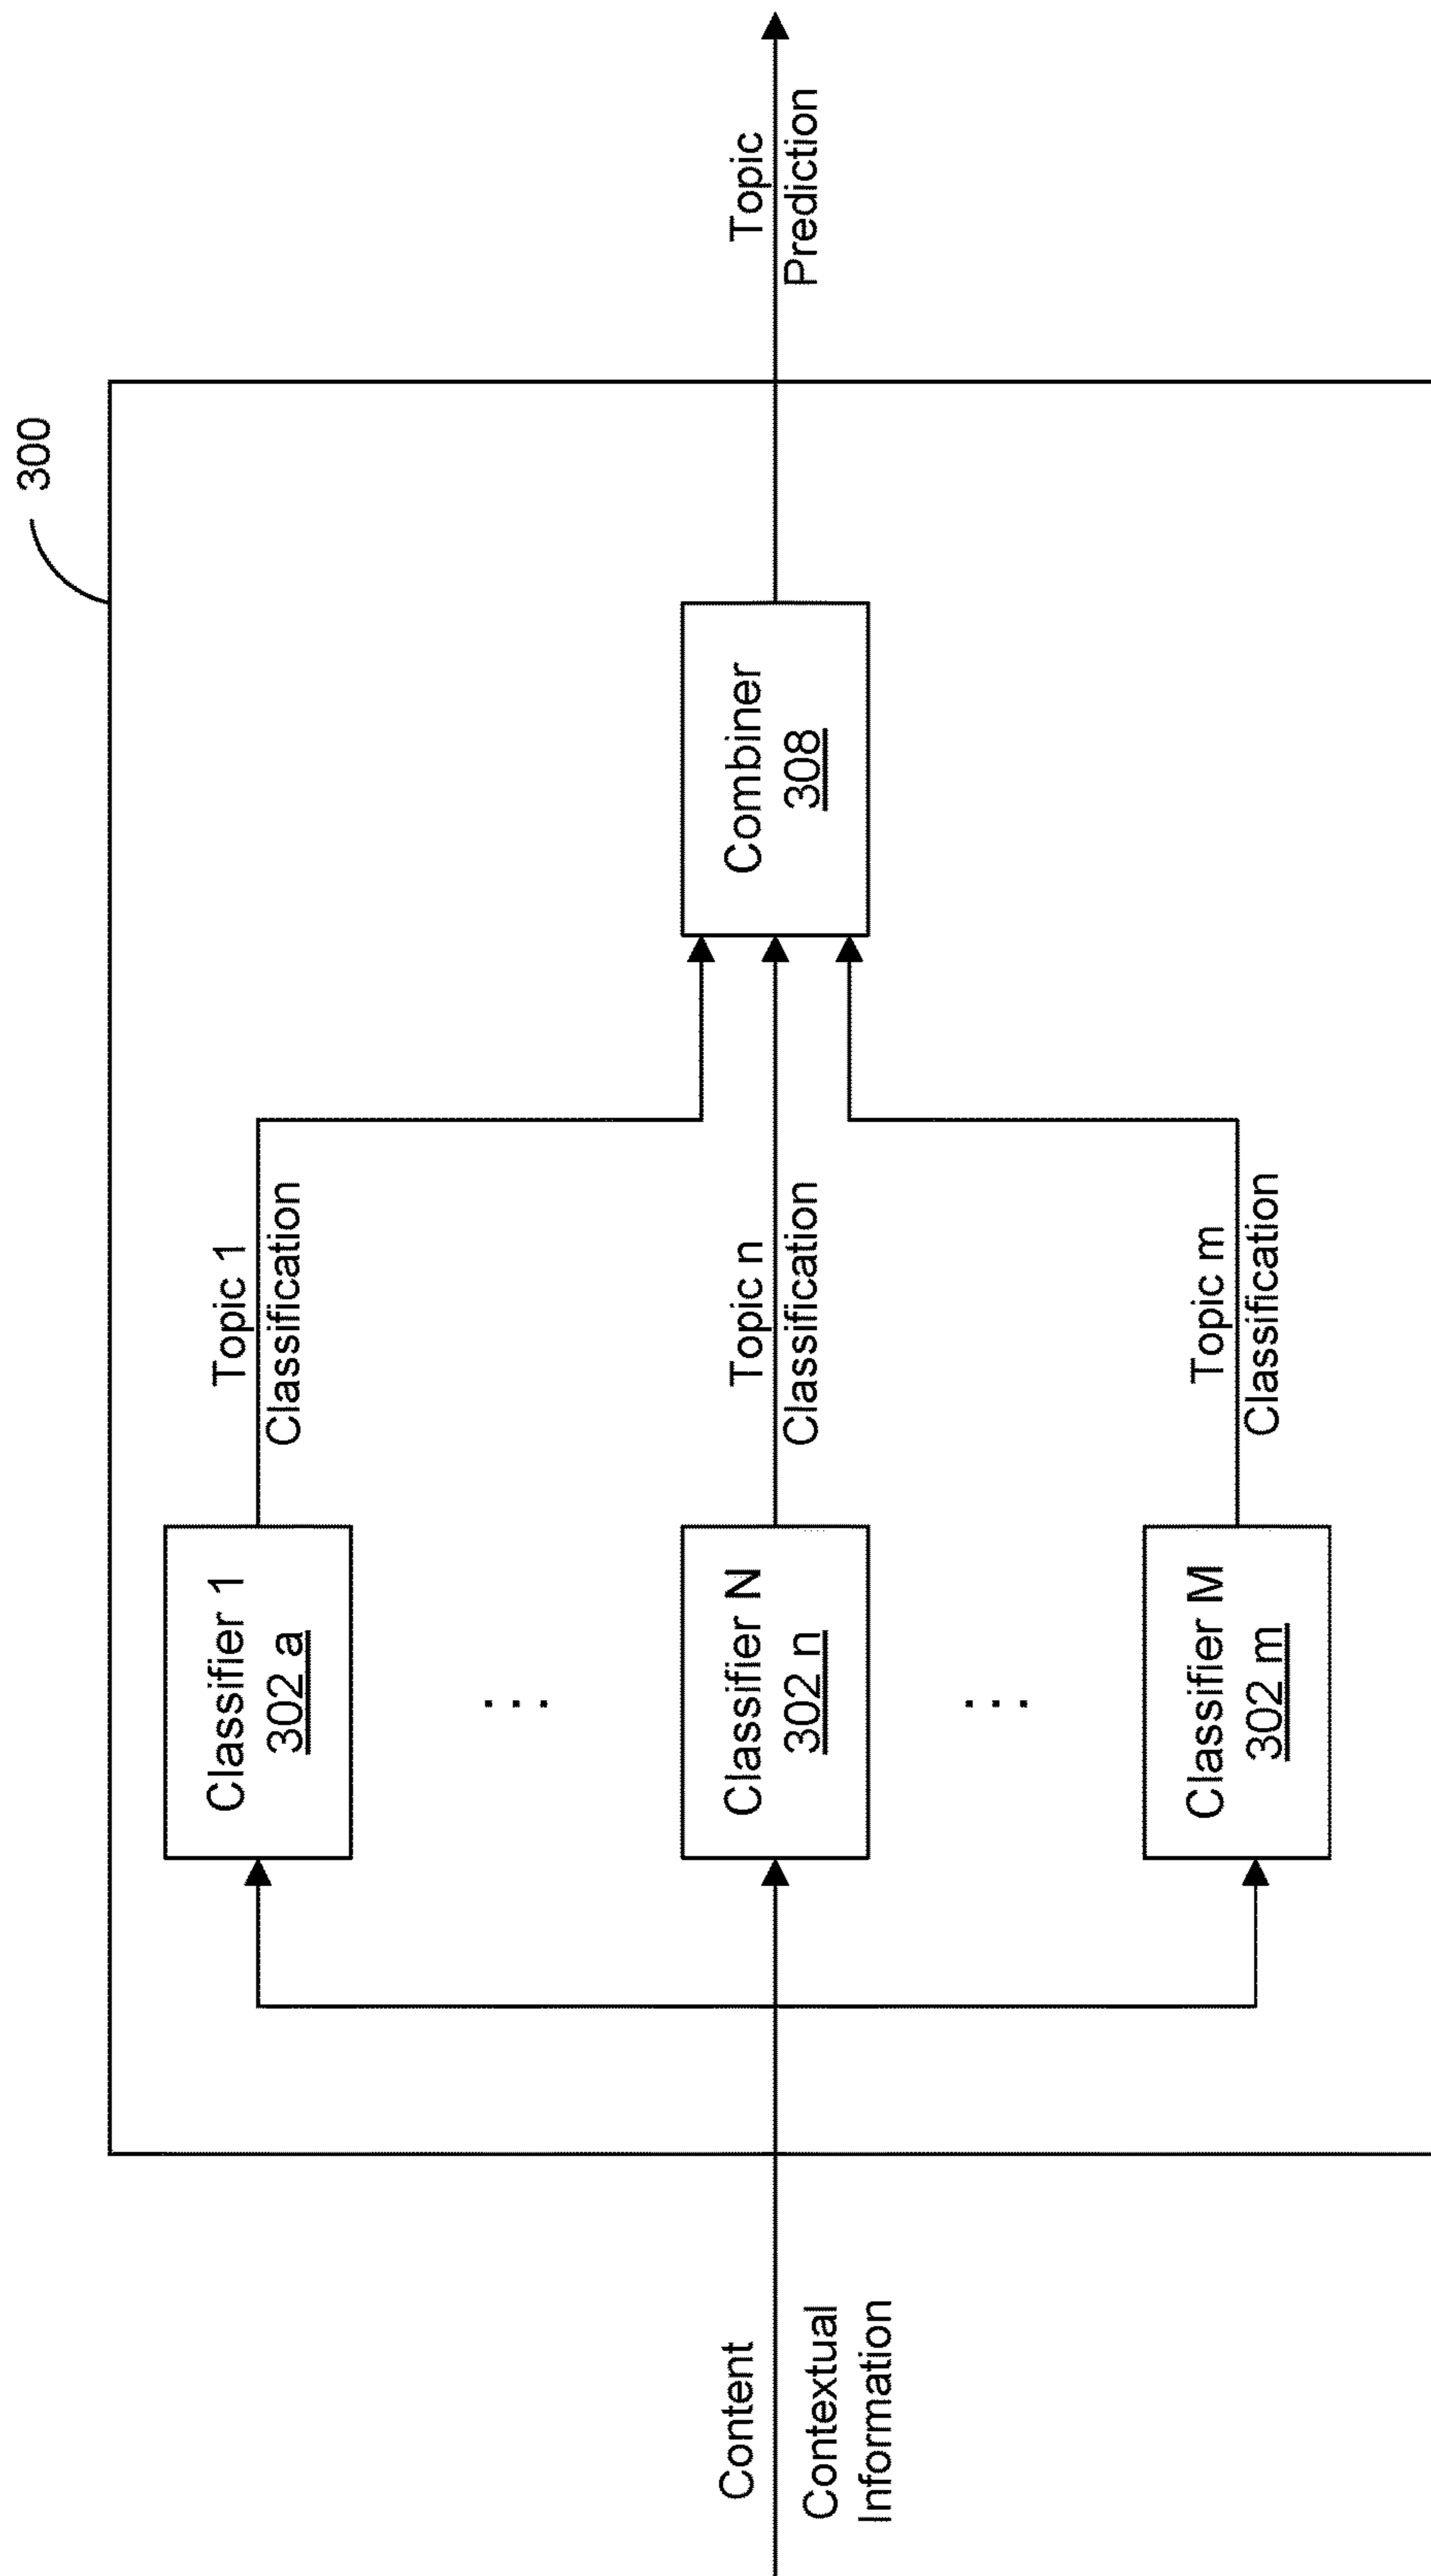 300
Content
Contextual
Information
Classifier 1
302 a
...
Classifier N
302 n
...
Classifier M
302 m
Topic 1
Classification
Topic n
Classification
Topic m
Classification
Combiner
308
Topic
Prediction